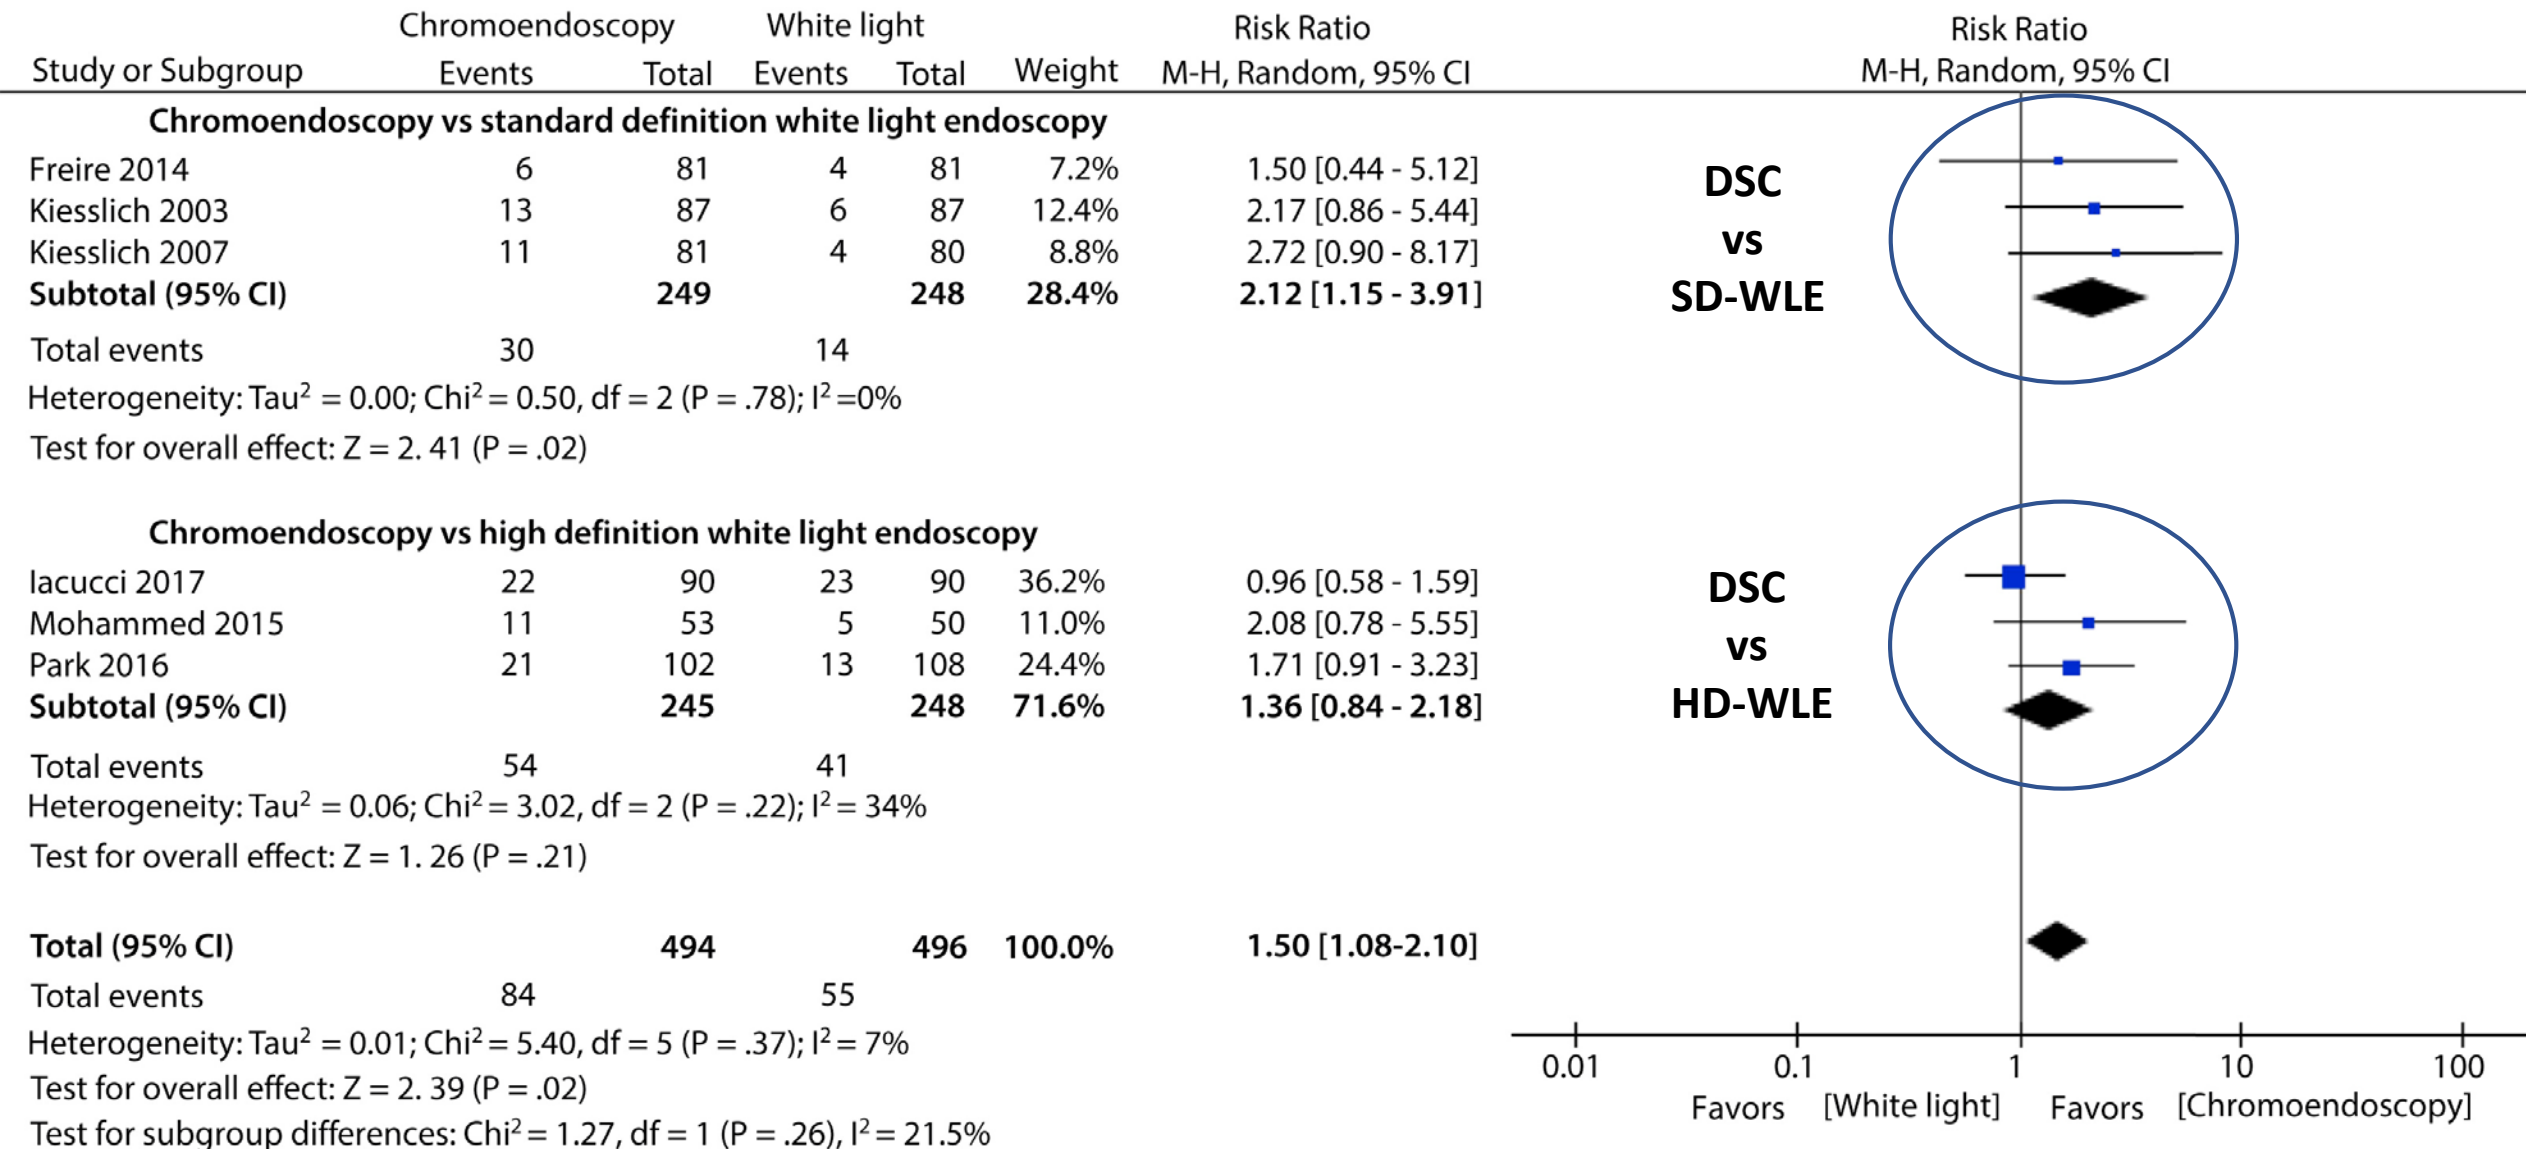 Chromoendoscopy White light Risk Ratio Risk Ratio
Study or Subgroup Events Total Events Total Weight M-H, Random, 95% CI M-H, Random, 95% CI
Chromoendoscopy vs standard definition white light endoscopy
Freire 2014 6 81 4 81 7.2% 1.50 [0.44 - 5.12]
Kiesslich 2003 13 87 6 87 12.4% 2.17 [0.86 - 5.44]
Kiesslich 2007 11 81 4 80 8.8% 2.72 [0.90 - 8.17]
Subtotal (95% CI) 249 248 28.4% 2.12 [1.15 - 3.91]
DSC
vs
SD-WLE
Total events 30 14
Heterogeneity: Tau² = 0.00; Chi² = 0.50, df = 2 (P = .78); I² =0%
Test for overall effect: Z = 2. 41 (P = .02)
Chromoendoscopy vs high definition white light endoscopy
Iacucci 2017 22 90 23 90 36.2% 0.96 [0.58 - 1.59]
Mohammed 2015 11 53 5 50 11.0% 2.08 [0.78 - 5.55]
Park 2016 21 102 13 108 24.4% 1.71 [0.91 - 3.23]
Subtotal (95% CI) 245 248 71.6% 1.36 [0.84 - 2.18]
DSC
vs
HD-WLE
Total events 54 41
Heterogeneity: Tau² = 0.06; Chi² = 3.02, df = 2 (P = .22); I² = 34%
Test for overall effect: Z = 1. 26 (P = .21)
Total (95% CI) 494 496 100.0% 1.50 [1.08-2.10]
Total events 84 55
Heterogeneity: Tau² = 0.01; Chi² = 5.40, df = 5 (P = .37); I² = 7%
Test for overall effect: Z = 2. 39 (P = .02)
Test for subgroup differences: Chi² = 1.27, df = 1 (P = .26), I² = 21.5%
0.01 0.1 1 10 100
Favors [White light] Favors [Chromoendoscopy]